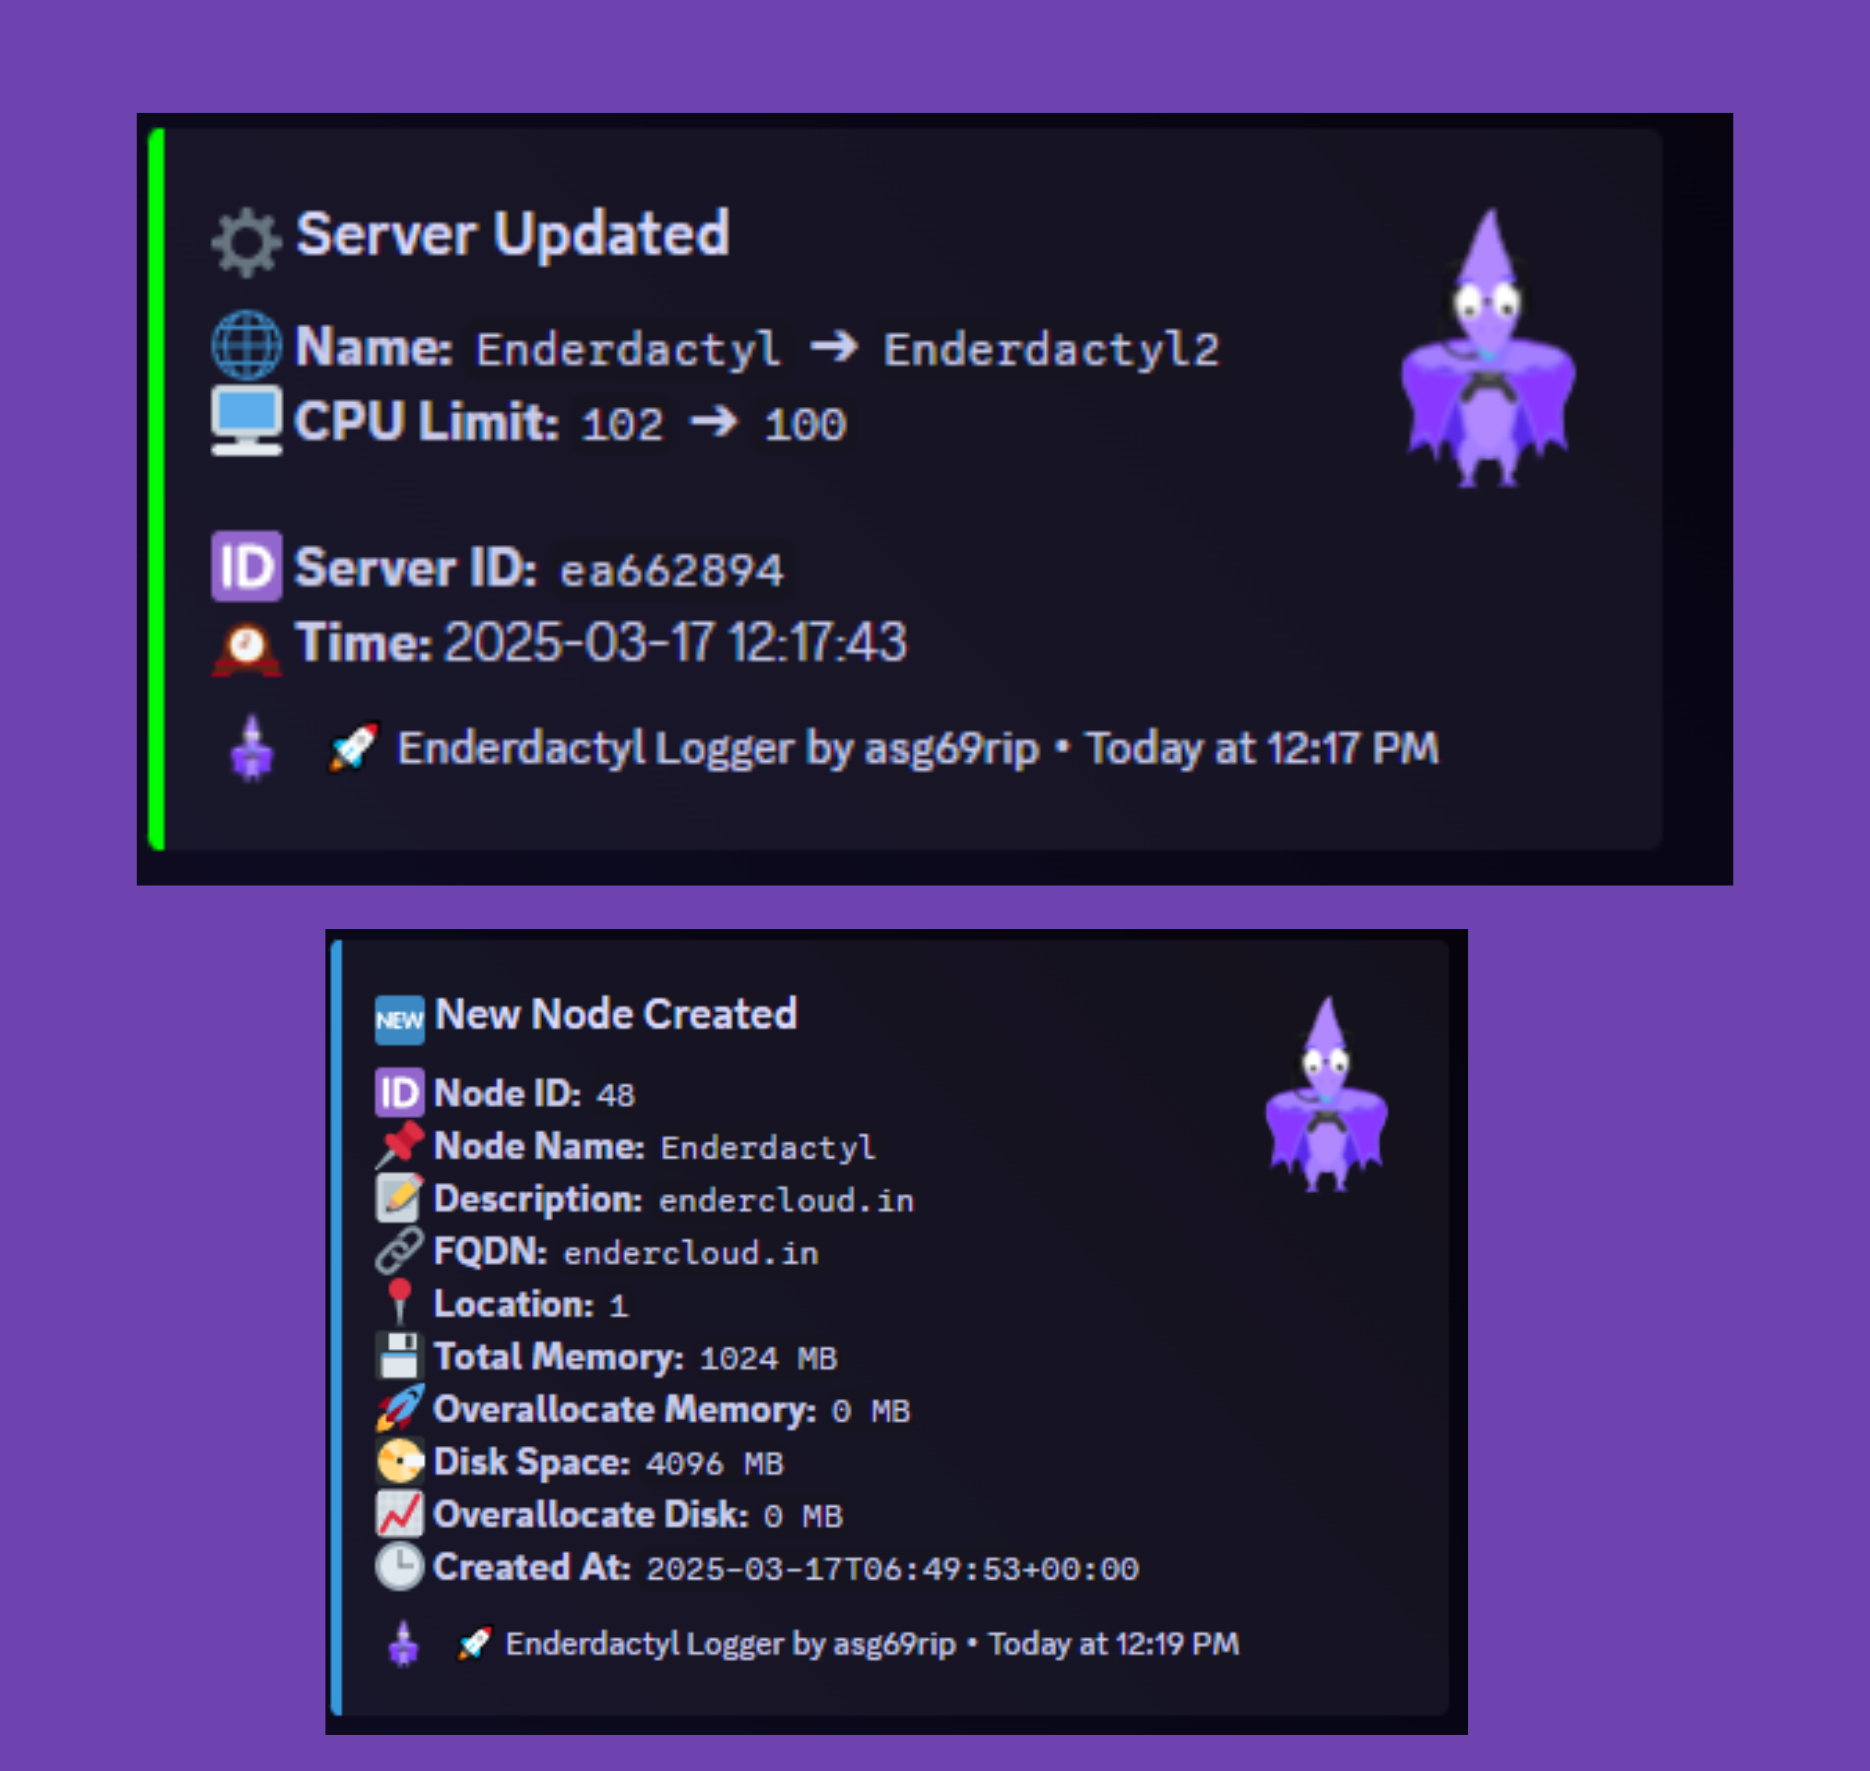 Server Updated
Name: Enderdactyl → Enderdactyl2
CPU Limit: 102 → 100
ID Server ID: ea662894
Time: 2025-03-17 12:17:43
Enderdactyl Logger by asg69rip • Today at 12:17 PM
NEW New Node Created
ID Node ID: 48
Node Name: Enderdactyl
Description: endercloud.in
FQDN: endercloud.in
Location: 1
Total Memory: 1024 MB
Overallocate Memory: 0 MB
Disk Space: 4096 MB
Overallocate Disk: 0 MB
Created At: 2025-03-17T06:49:53+00:00
Enderdactyl Logger by asg69rip • Today at 12:19 PM